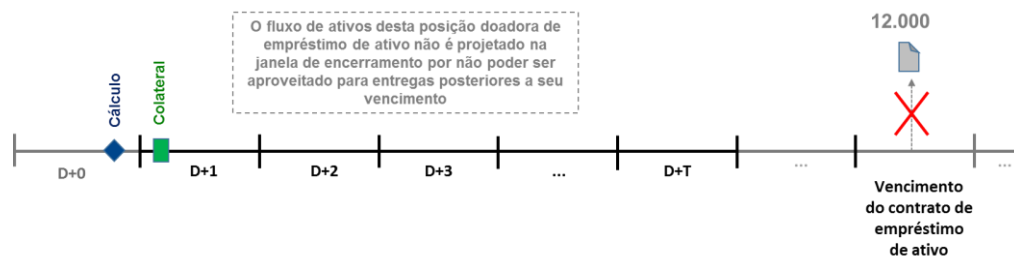 O fluxo de ativos desta posição doadora de
empréstimo de ativo não é projetado na
janela de encerramento por não poder ser
aproveitado para entregas posteriores a seu
vencimento
12.000
Cálculo
Colateral
D+0
D+1
D+2
D+3
...
D+T
...
...
Vencimento
do contrato de
empréstimo
de ativo